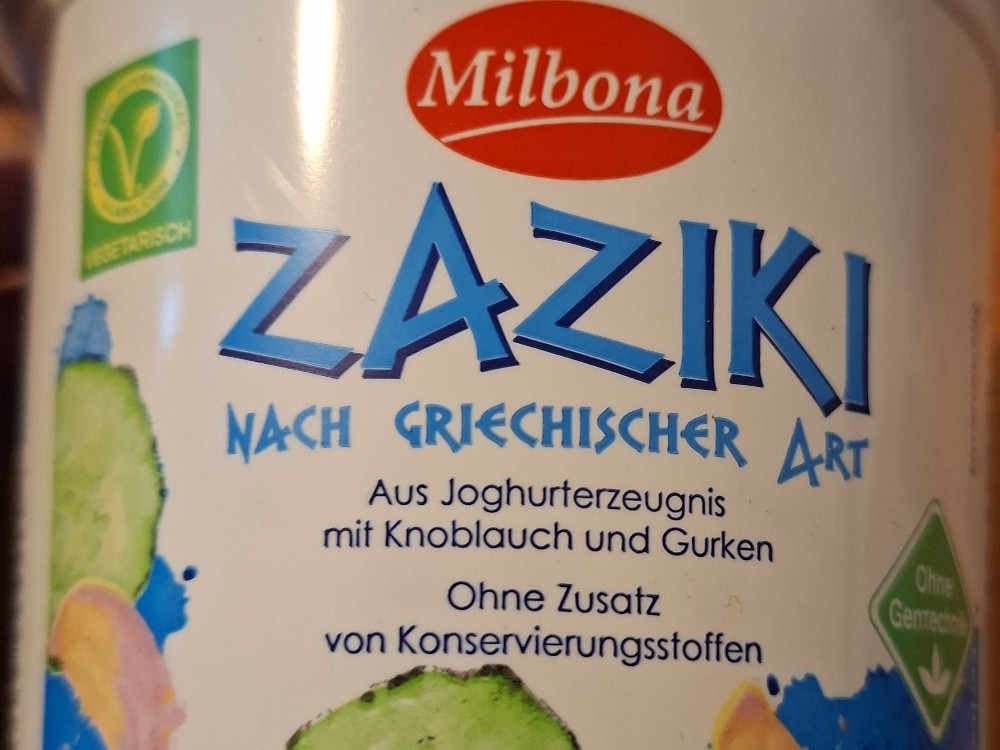 Milbona
VEGETARISCH
ZAZIKI
NACH GRIECHISCHER ART
Aus Joghurterzeugnis
mit Knoblauch und Gurken
Ohne Zusatz
von Konservierungsstoffen
Ohne
Gentechnik